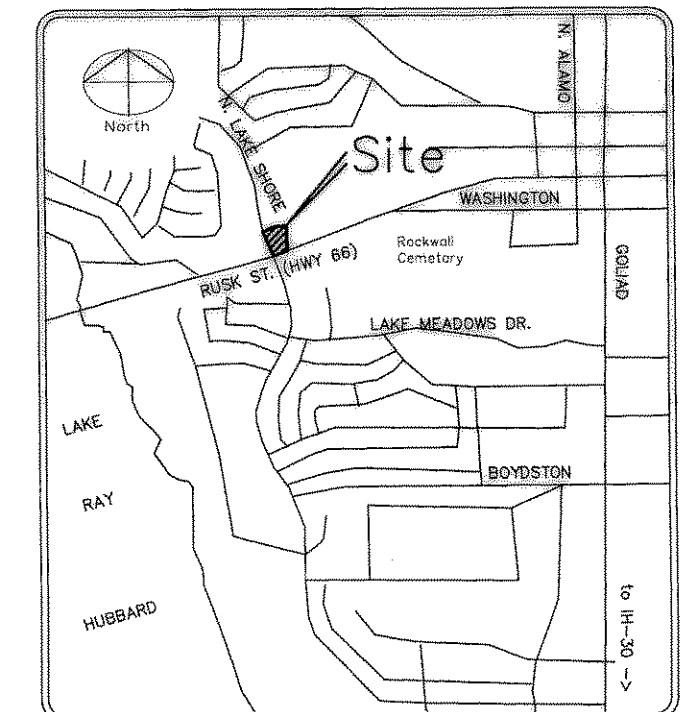 N. ALAMO
North
N. LAKE SHORE
Site
WASHINGTON
Rockwall
Cemetery
RUSK ST. (HWY 66)
GOLIAD
LAKE MEADOWS DR.
LAKE
RAY
HUBBARD
BOYDSTON
to IH-30 ->